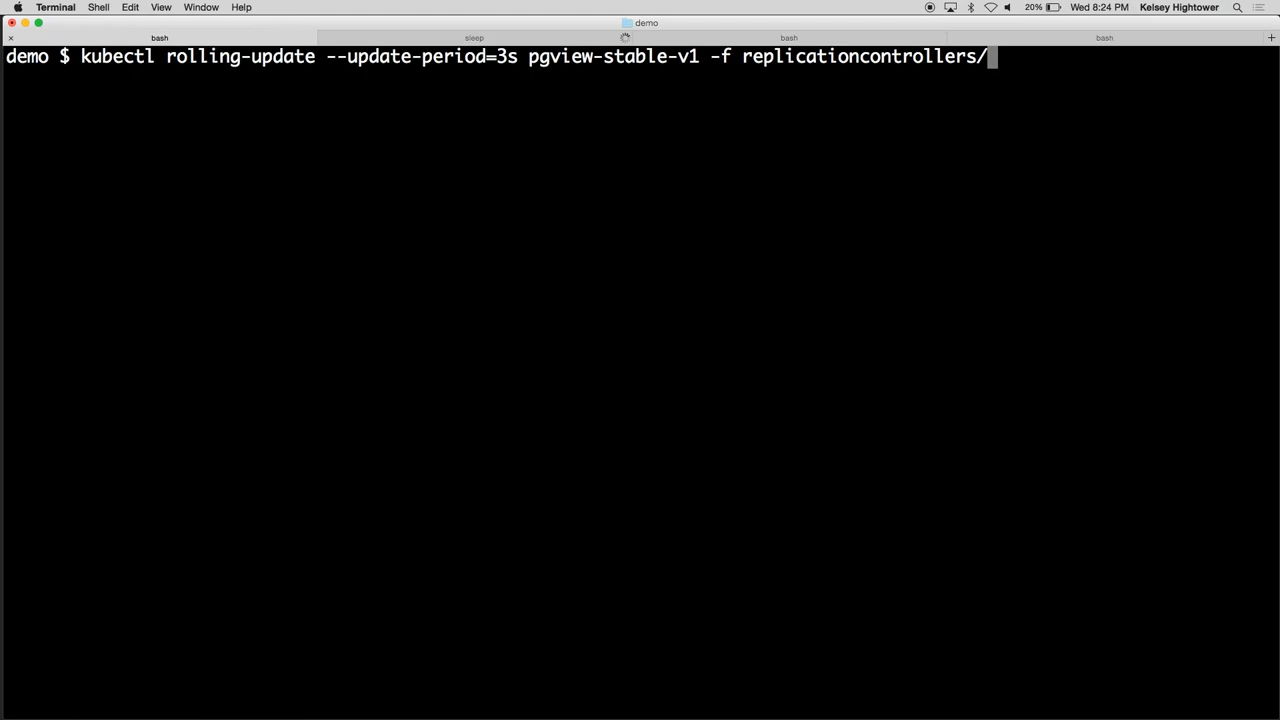 Terminal Shell Edit View Window Help 20% Wed 8:24 PM Kelsey Hightower
demo
bash sleep bash bash
demo $ kubectl rolling-update --update-period=3s pgview-stable-v1 -f replicationcontrollers/